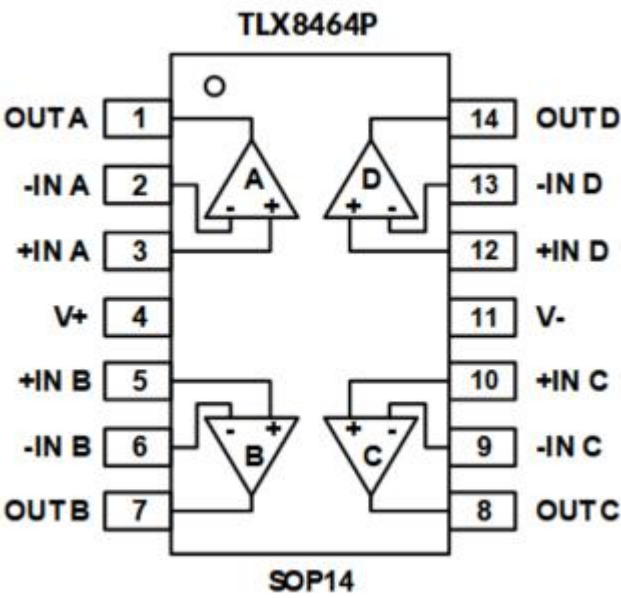 TLX8464P
OUT A 1 14 OUT D
-IN A 2 A D 13 -IN D
- + + -
+IN A 3 12 +IN D
V+ 4 11 V-
+IN B 5 10 +IN C
- + + -
-IN B 6 B C 9 -IN C
OUT B 7 8 OUT C
SOP14